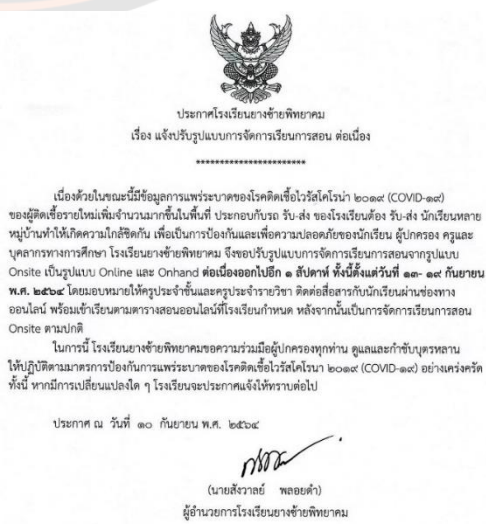 ประกาศโรงเรียนยางซ้ายพิทยาคม
เรื่อง แจ้งปรับรูปแบบการจัดการเรียนการสอน ต่อเนื่อง
***********************
เนื่องด้วยในขณะนี้มีข้อมูลการแพร่ระบาดของโรคติดเชื้อไวรัสโคโรน่า ๒๐๑๙ (COVID-๑๙)
ของผู้ติดเชื้อรายใหม่เพิ่มจำนวนมากขึ้นในพื้นที่ ประกอบกับรถ รับ-ส่ง ของโรงเรียนต้อง รับ-ส่ง นักเรียนหลาย
หมู่บ้านทำให้เกิดความใกล้ชิดกัน เพื่อเป็นการป้องกันและเพื่อความปลอดภัยของนักเรียน ผู้ปกครอง ครูและ
บุคลากรทางการศึกษา โรงเรียนยางซ้ายพิทยาคม จึงขอปรับรูปแบบการจัดการเรียนการสอนจากรูปแบบ
Onsite เป็นรูปแบบ Online และ Onhand ต่อเนื่องออกไปอีก ๑ สัปดาห์ ทั้งนี้ตั้งแต่วันที่ ๑๓- ๑๙ กันยายน
พ.ศ. ๒๕๖๔ โดยมอบหมายให้ครูประจำชั้นและครูประจำรายวิชา ติดต่อสื่อสารกับนักเรียนผ่านช่องทาง
ออนไลน์ พร้อมเข้าเรียนตามตารางสอนออนไลน์ที่โรงเรียนกำหนด หลังจากนั้นเป็นการจัดการเรียนการสอน
Onsite ตามปกติ
ในการนี้ โรงเรียนยางซ้ายพิทยาคมขอความร่วมมือผู้ปกครองทุกท่าน ดูแลและกำชับบุตรหลาน
ให้ปฏิบัติตามมาตรการป้องกันการแพร่ระบาดของโรคติดเชื้อไวรัสโคโรนา ๒๐๑๙ (COVID-๑๙) อย่างเคร่งครัด
ทั้งนี้ หากมีการเปลี่ยนแปลงใด ๆ โรงเรียนจะประกาศแจ้งให้ทราบต่อไป
ประกาศ ณ วันที่ ๑๐ กันยายน พ.ศ. ๒๕๖๔
(นายสังวาลย์ พลอยดำ)
ผู้อำนวยการโรงเรียนยางซ้ายพิทยาคม